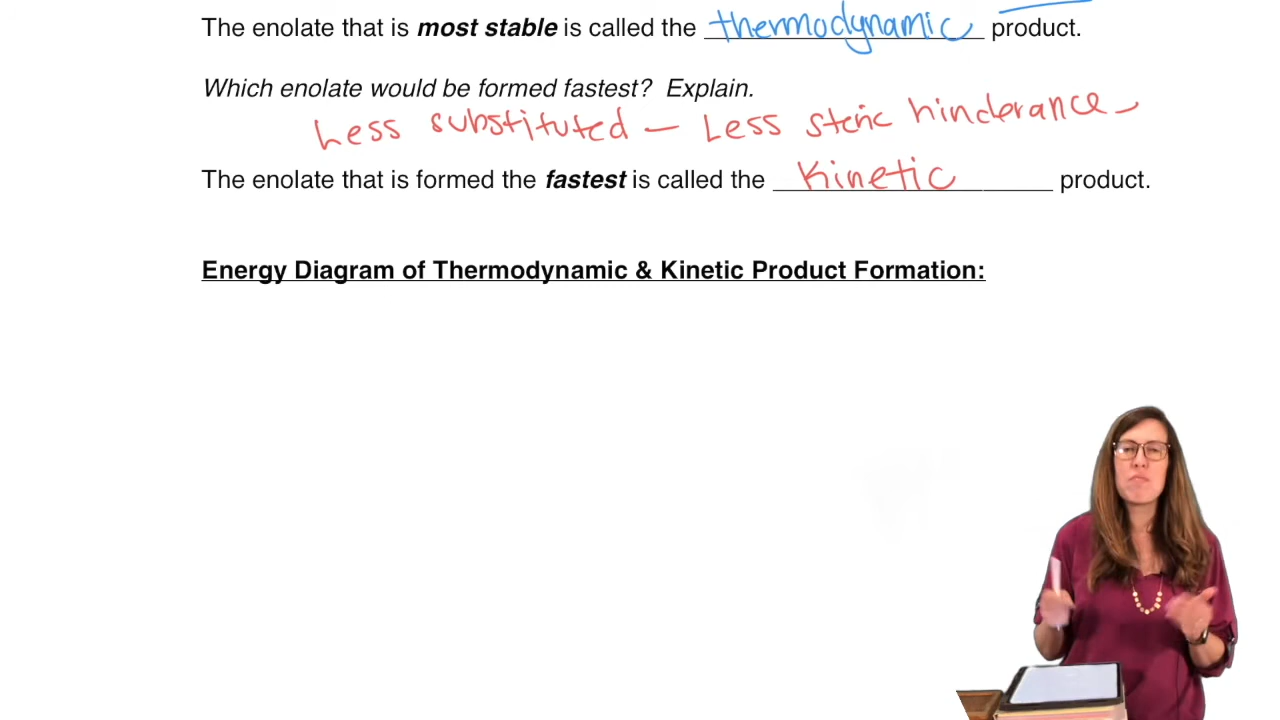 The enolate that is most stable is called the thermodynamic product.
Which enolate would be formed fastest? Explain.
Less substituted - Less steric hinderance
The enolate that is formed the fastest is called the Kinetic product.
Energy Diagram of Thermodynamic & Kinetic Product Formation: